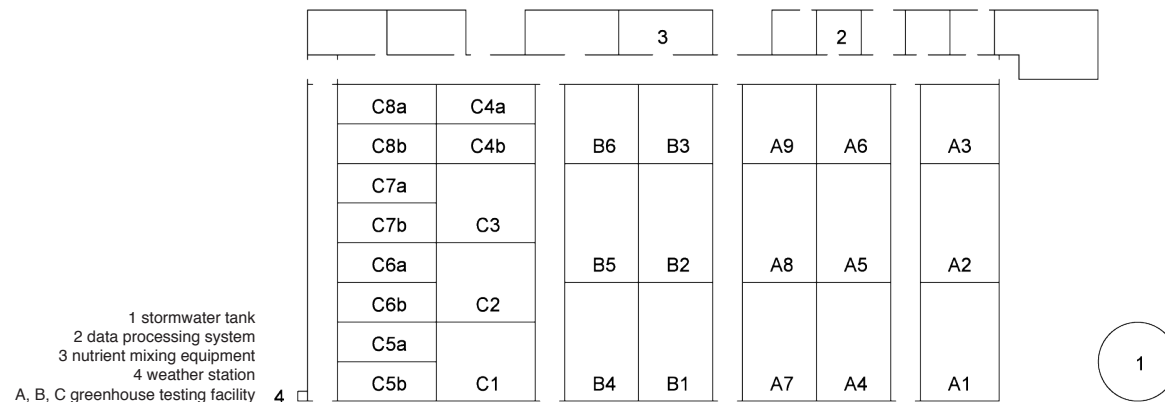 3
2
C8a C4a
C8b C4b B6 B3 A9 A6 A3
C7a
C7b C3
C6a B5 B2 A8 A5 A2
C6b C2
C5a
C5b C1 B4 B1 A7 A4 A1
1
1 stormwater tank
2 data processing system
3 nutrient mixing equipment
4 weather station
A, B, C greenhouse testing facility
4